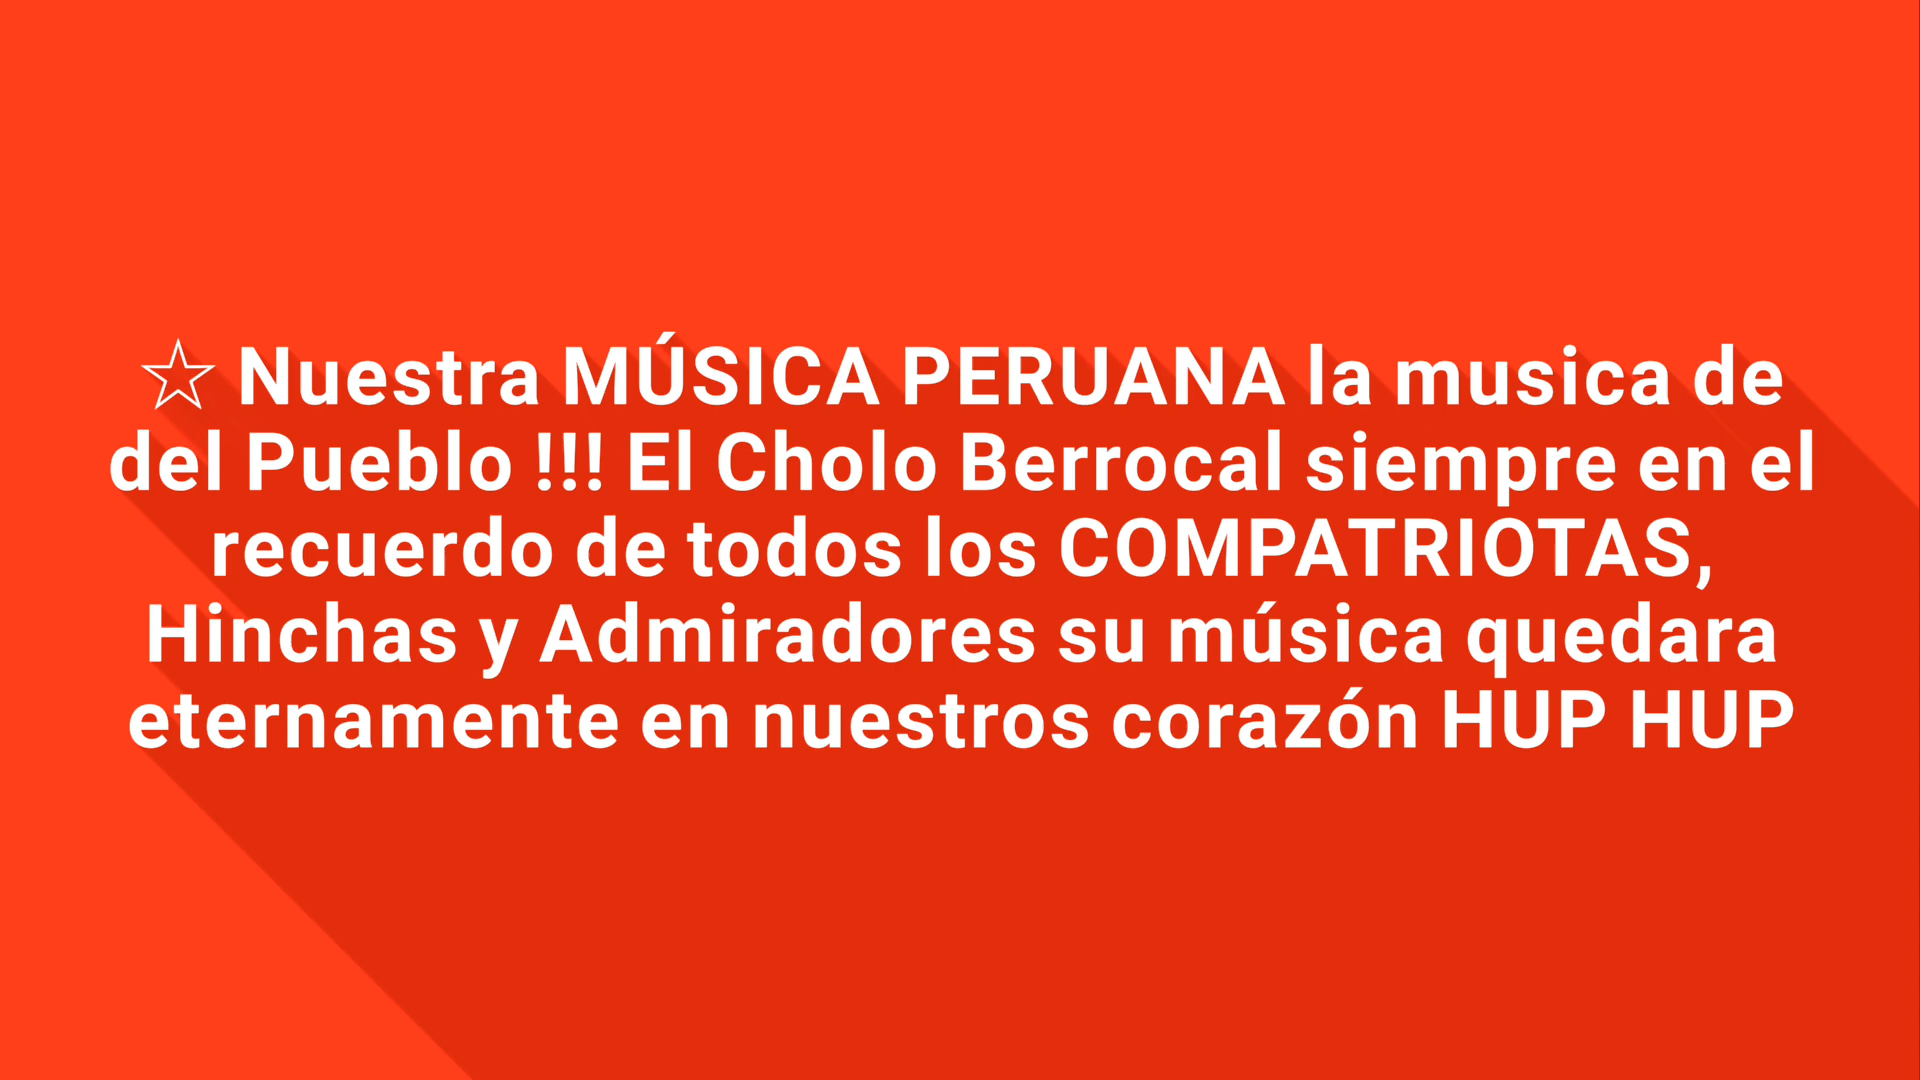 ☆ Nuestra MÚSICA PERUANA la musica de
del Pueblo !!! El Cholo Berrocal siempre en el
recuerdo de todos los COMPATRIOTAS,
Hinchas y Admiradores su música quedara
eternamente en nuestros corazón HUP HUP